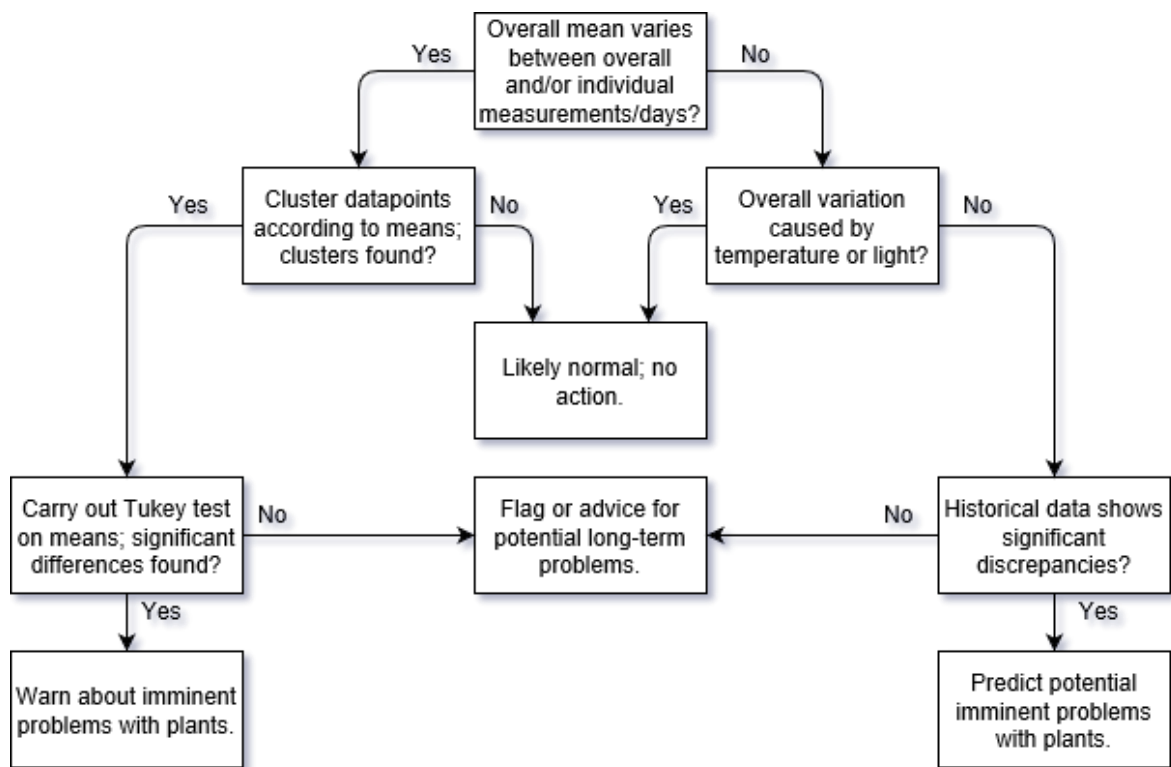 Overall mean varies
between overall
and/or individual
measurements/days?
Yes
No
Cluster datapoints
according to means;
clusters found?
Yes
No
Overall variation
caused by
temperature or light?
Yes
No
Likely normal; no
action.
Carry out Tukey test
on means; significant
differences found?
No
Yes
Flag or advice for
potential long-term
problems.
Historical data shows
significant
discrepancies?
No
Yes
Warn about imminent
problems with plants.
Predict potential
imminent problems
with plants.